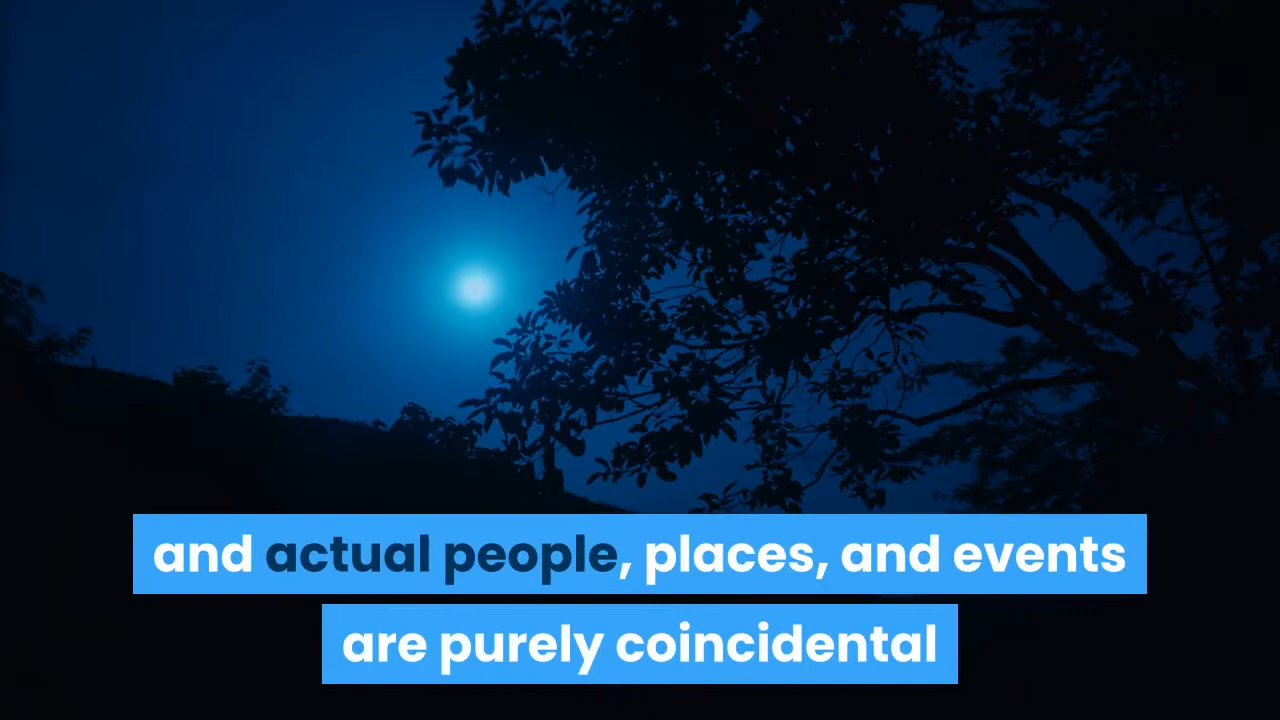 and actual people, places, and events
are purely coincidental